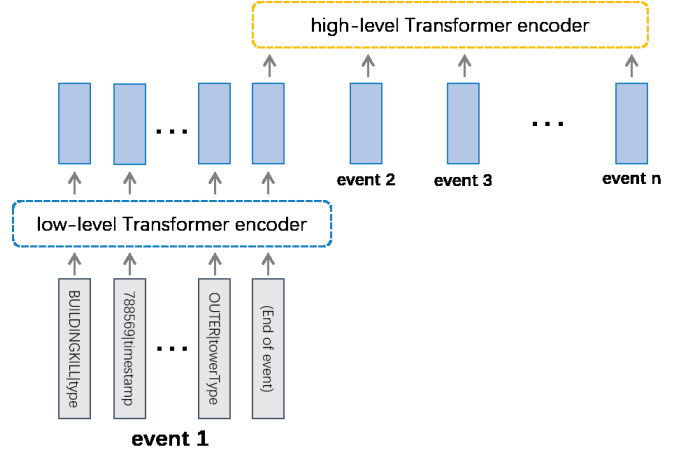 high-level Transformer encoder
...
...
event 2
event 3
event n
low-level Transformer encoder
BUILDINGKILL|type
788569|timestamp
...
OUTER|towerType
(End of event)
event 1